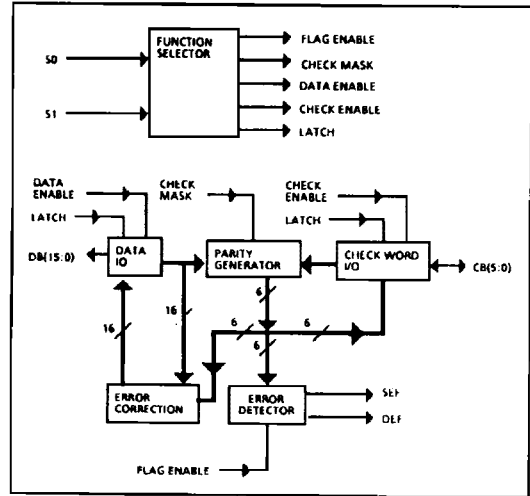 FUNCTION
SELECTOR
S0
S1
FLAG ENABLE
CHECK MASK
DATA ENABLE
CHECK ENABLE
LATCH
DATA
ENABLE
LATCH
CHECK
MASK
CHECK
ENABLE
LATCH
DB(15:0)
DATA
IO
PARITY
GENERATOR
CHECK WORD
I/O
CB(5:0)
6
16
16
6
6
6
ERROR
CORRECTION
ERROR
DETECTOR
SEF
DEF
FLAG ENABLE